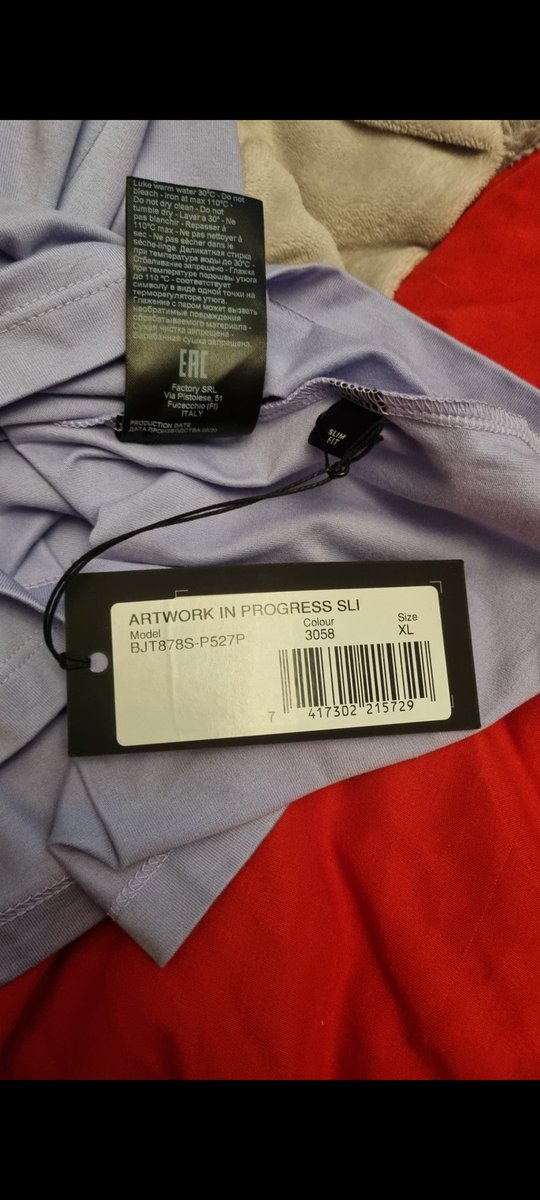 Luke warm water 30°C - Do not
bleach - iron at max 110°C -
Do not dry clean - Do not
tumble dry - Laver a 30° - Ne
pas blanchir - Repasser à
110°C max - Ne pas nettoyer à
sec - Ne pas sécher dans le
sèche-linge. Деликатная стирка
при температуре воды до 30°C -
Отбеливание запрещено - Глажка
при температуре подошвы утюга
до 110 °C - соответствует
символу в виде одной точки на
терморегуляторе утюга.
Глажение с паром может вызвать
необратимые повреждения
обрабатываемого материала -
Сухая чистка запрещена -
Барабанная сушка запрещена.
EAC
Factory SRL
Via Pistoiese, 51
Fucecchio (FI)
ITALY
PRODUCTION DATE
ДАТА ПРОИЗВОДСТВА
SLIM
FIT
ARTWORK IN PROGRESS SLI
Model Colour Size
BJT878S-P527P 3058 XL
7 417302 215729